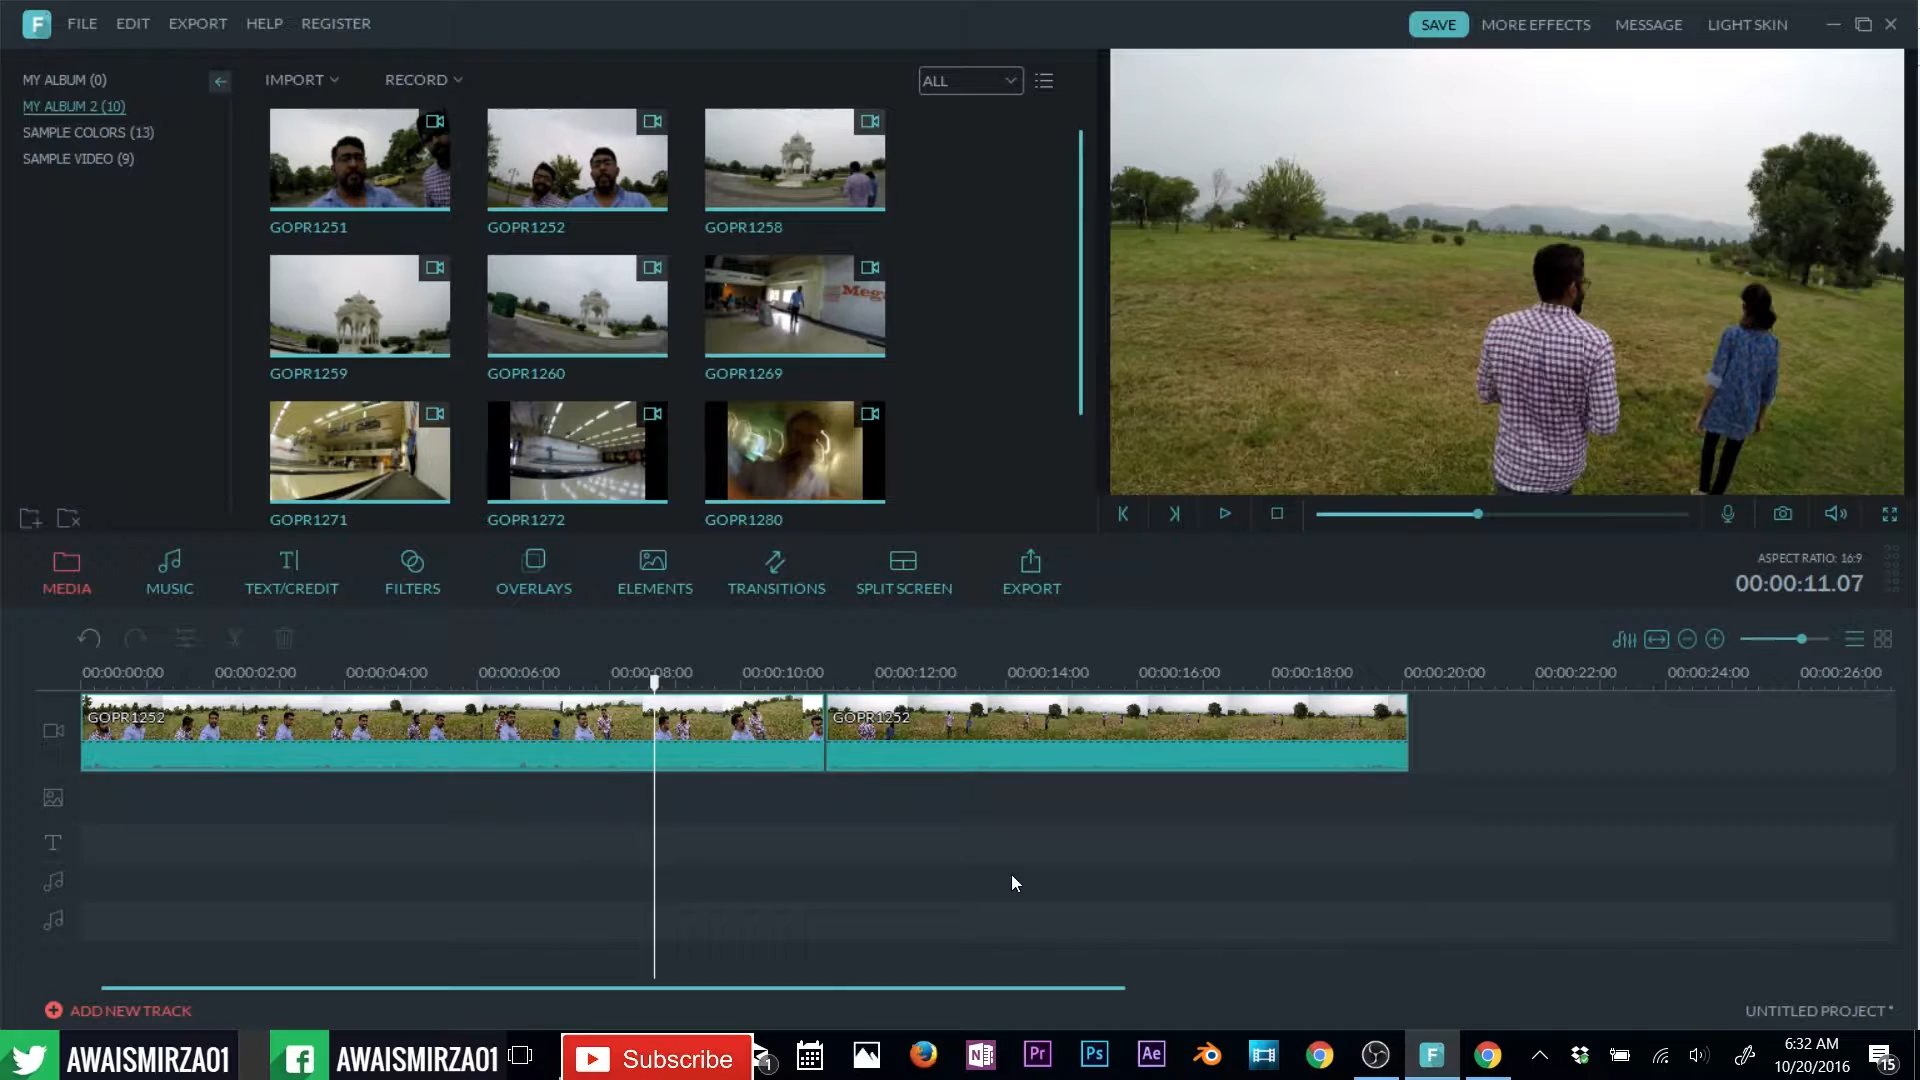 F FILE EDIT EXPORT HELP REGISTER SAVE MORE EFFECTS MESSAGE LIGHT SKIN
MY ALBUM (0)
MY ALBUM 2 (10)
SAMPLE COLORS (13)
SAMPLE VIDEO (9)
IMPORT RECORD ALL
GOPR1251 GOPR1252 GOPR1258
Mega
GOPR1259 GOPR1260 GOPR1269
GOPR1271 GOPR1272 GOPR1280
MEDIA MUSIC TEXT/CREDIT FILTERS OVERLAYS ELEMENTS TRANSITIONS SPLIT SCREEN EXPORT
ASPECT RATIO: 16:9
00:00:11.07
00:00:00:00 00:00:02:00 00:00:04:00 00:00:06:00 00:00:08:00 00:00:10:00 00:00:12:00 00:00:14:00 00:00:16:00 00:00:18:00 00:00:20:00 00:00:22:00 00:00:24:00 00:00:26:00
GOPR1252 GOPR1252
T
ADD NEW TRACK UNTITLED PROJECT *
AWAISMIRZA01 f AWAISMIRZA01 Subscribe 1 N Pr Ps Ae F 6:32 AM 15
10/20/2016